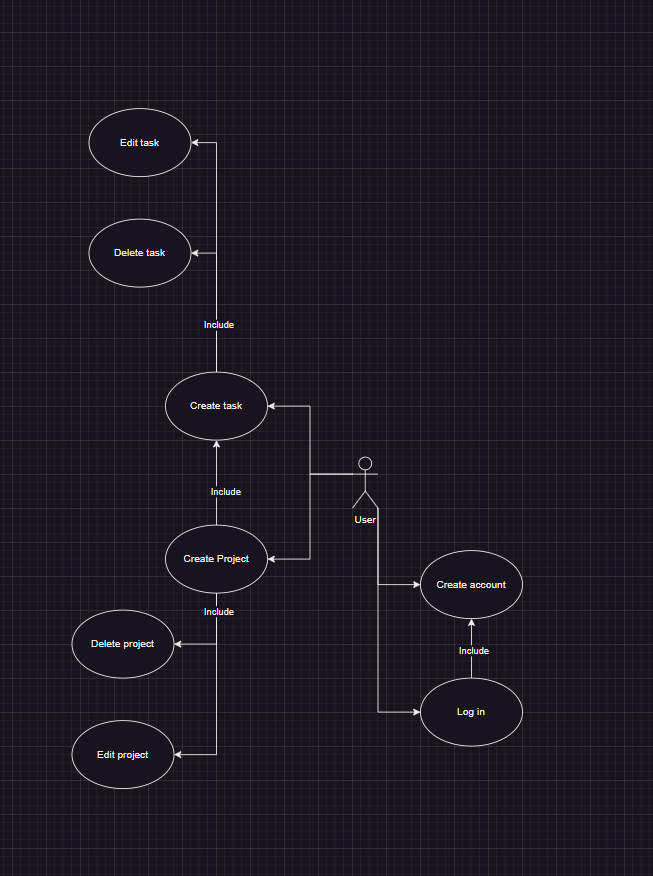 Edit task
Delete task
Include
Create task
User
Include
Create Project
Include
Delete project
Edit project
Create account
Include
Log in